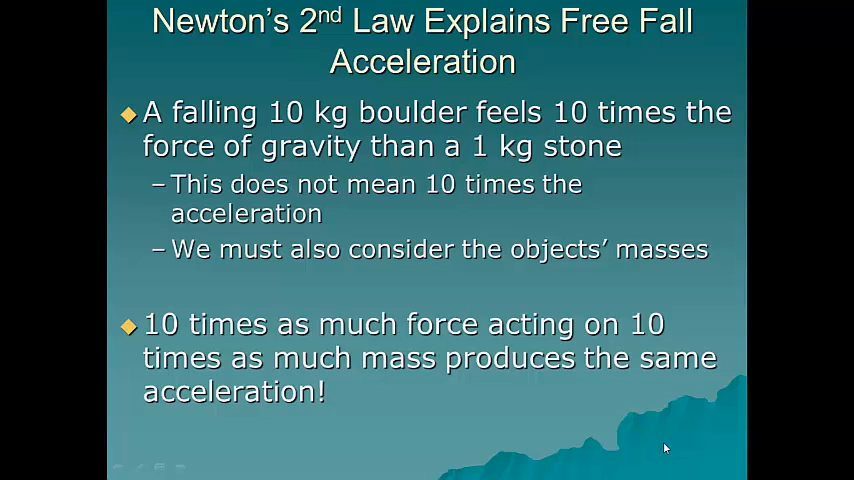 Newton’s 2nd Law Explains Free Fall
Acceleration
A falling 10 kg boulder feels 10 times the
force of gravity than a 1 kg stone
– This does not mean 10 times the
acceleration
– We must also consider the objects’ masses
10 times as much force acting on 10
times as much mass produces the same
acceleration!